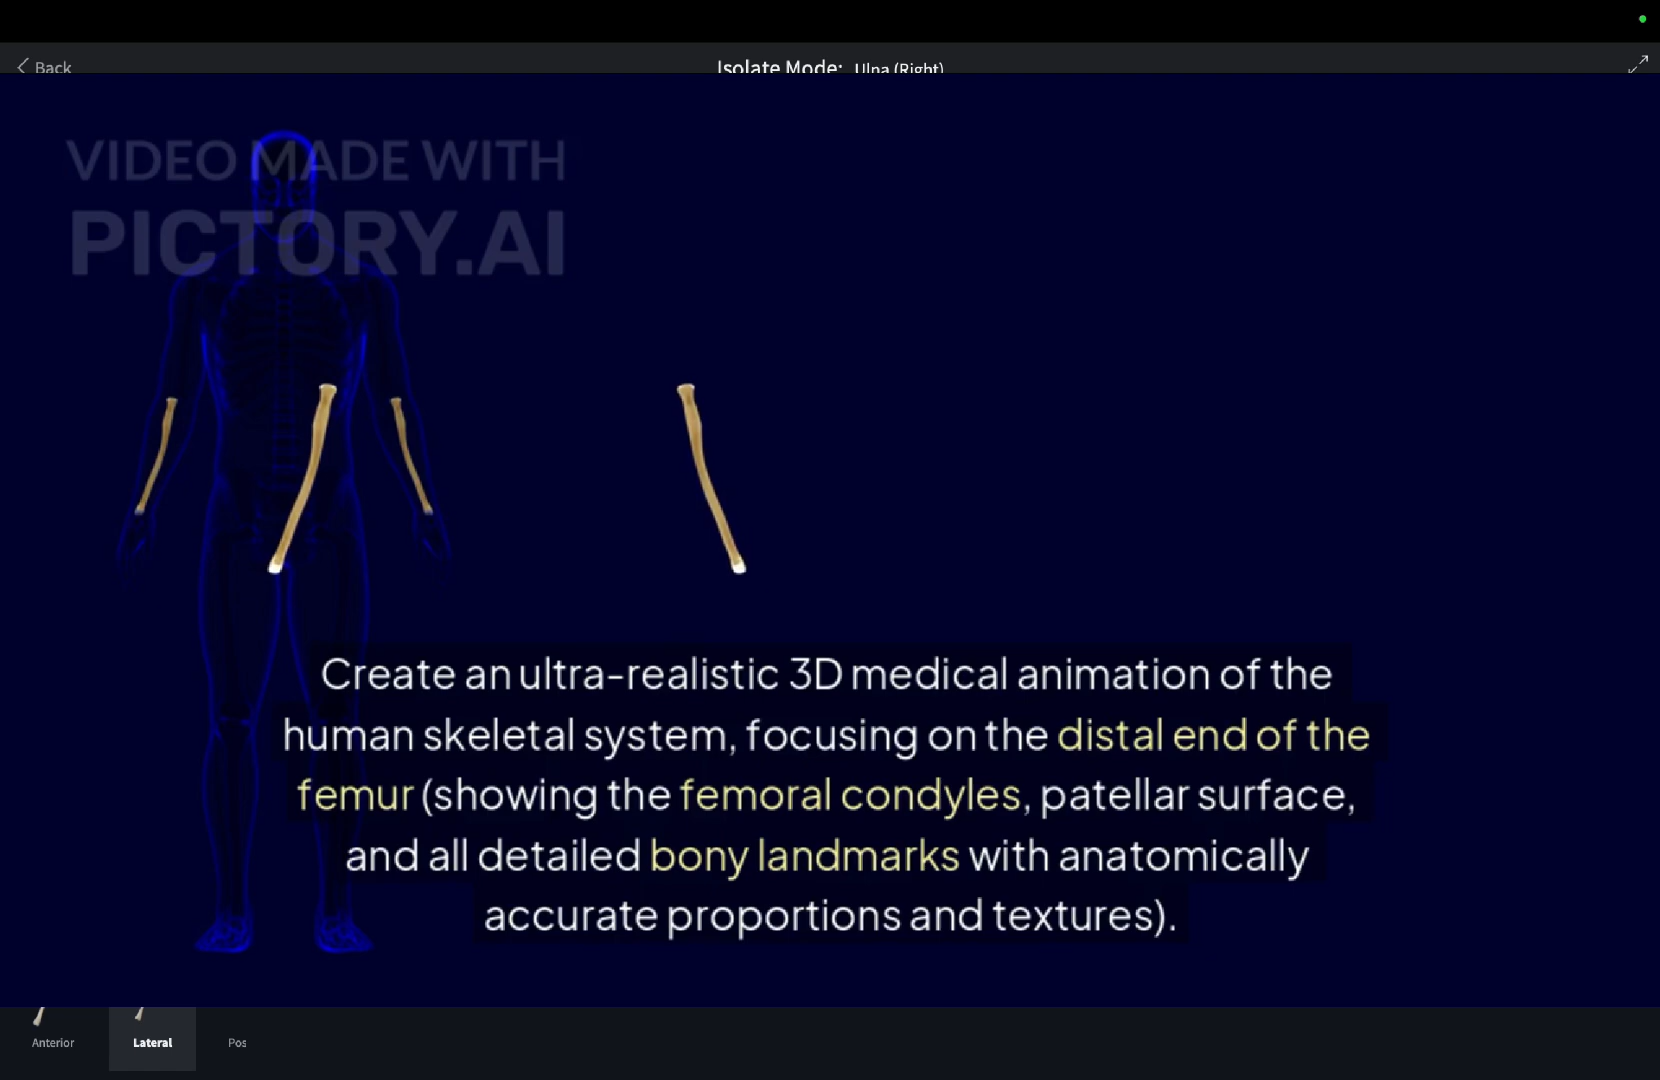 Back
Isolate Mode: Ulna (Right)
VIDEO MADE WITH
PICTORY.AI
Create an ultra-realistic 3D medical animation of the
human skeletal system, focusing on the distal end of the
femur (showing the femoral condyles, patellar surface,
and all detailed bony landmarks with anatomically
accurate proportions and textures).
Anterior
Lateral
Pos